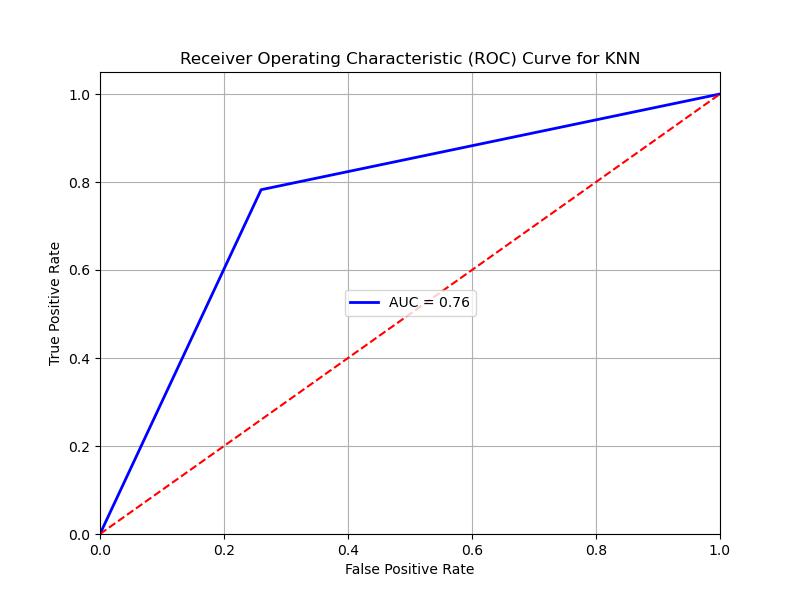 Receiver Operating Characteristic (ROC) Curve for KNN
1.0
0.8
0.6
0.4
0.2
0.0
True Positive Rate
AUC = 0.76
0.0 0.2 0.4 0.6 0.8 1.0
False Positive Rate